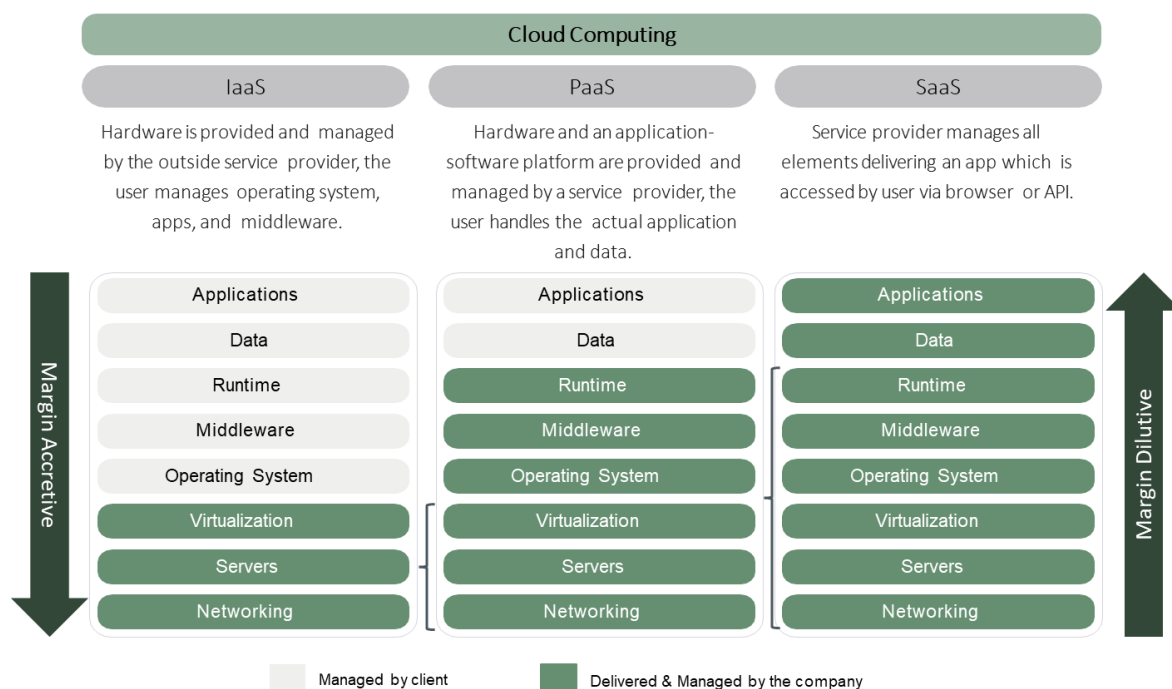 Cloud Computing
IaaS
PaaS
SaaS
Hardware is provided and managed
by the outside service provider, the
user manages operating system,
apps, and middleware.
Hardware and an application-
software platform are provided and
managed by a service provider, the
user handles the actual application
and data.
Service provider manages all
elements delivering an app which is
accessed by user via browser or API.
Margin Accretive
Applications
Data
Runtime
Middleware
Operating System
Virtualization
Servers
Networking
Applications
Data
Runtime
Middleware
Operating System
Virtualization
Servers
Networking
Applications
Data
Runtime
Middleware
Operating System
Virtualization
Servers
Networking
Margin Dilutive
Managed by client
Delivered & Managed by the company